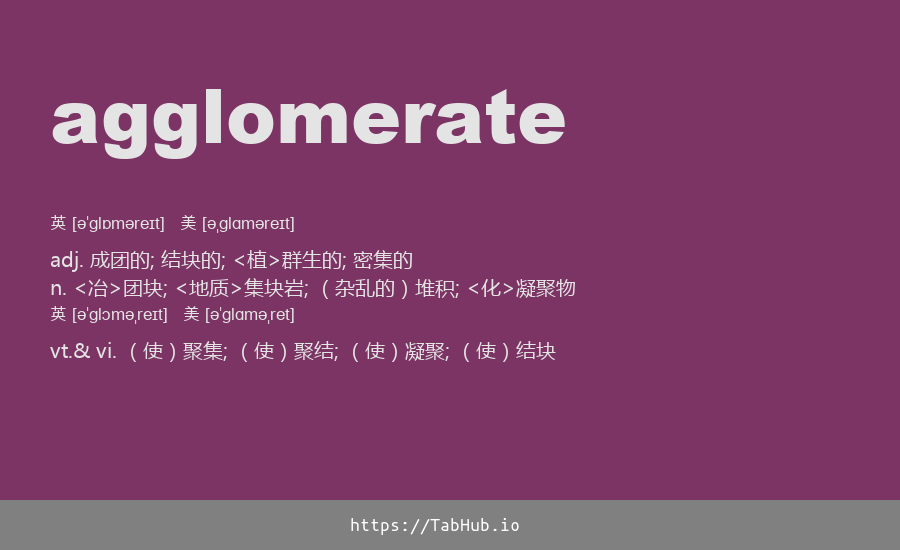 agglomerate
英 [əˈglɒməreɪt] 美 [əˌglɑməreɪt]
adj. 成团的; 结块的; <植>群生的; 密集的
n. <冶>团块; <地质>集块岩; （杂乱的）堆积; <化>凝聚物
英 [əˈglɔməˌreɪt] 美 [əˈglɑməˌret]
vt.& vi. （使）聚集; （使）聚结; （使）凝聚; （使）结块
https://TabHub.io